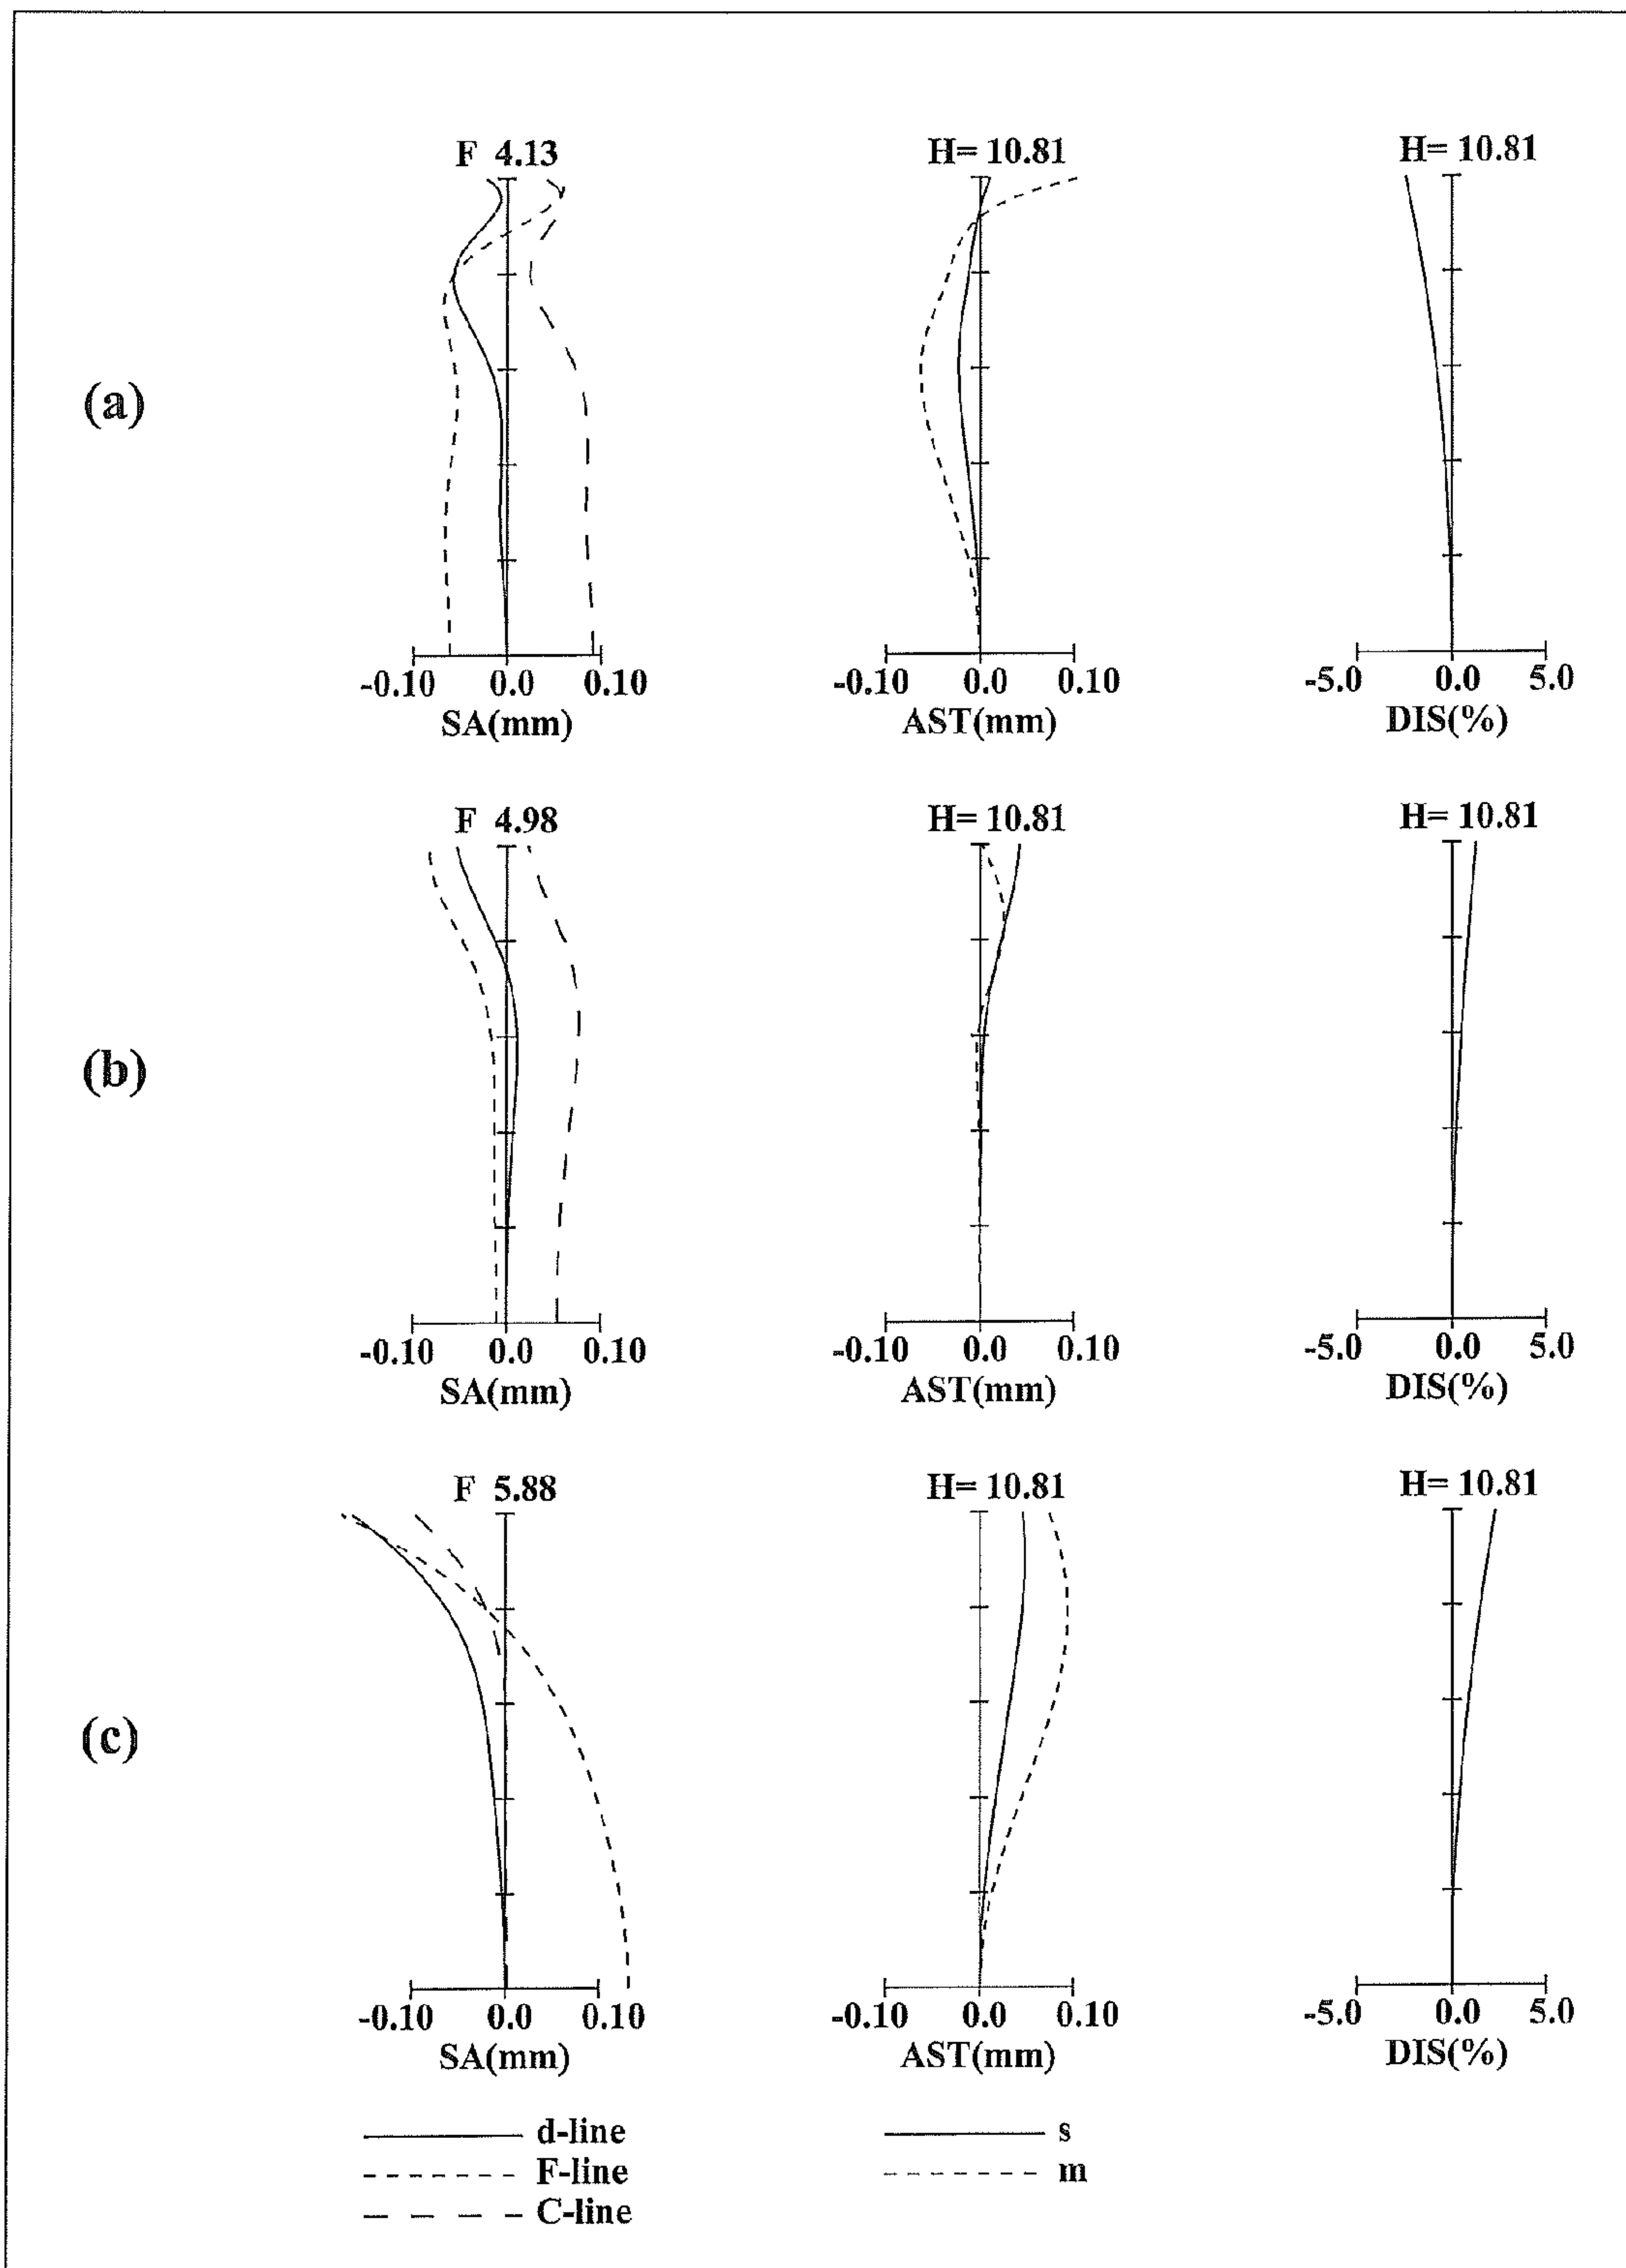 F 4.13 H= 10.81 H= 10.81
(a)
-0.10 0.0 0.10 -0.10 0.0 0.10 -5.0 0.0 5.0
SA(mm) AST(mm) DIS(%)
F 4.98 H= 10.81 H= 10.81
(b)
-0.10 0.0 0.10 -0.10 0.0 0.10 -5.0 0.0 5.0
SA(mm) AST(mm) DIS(%)
F 5.88 H= 10.81 H= 10.81
(c)
-0.10 0.0 0.10 -0.10 0.0 0.10 -5.0 0.0 5.0
SA(mm) AST(mm) DIS(%)
d-line s
F-line m
C-line